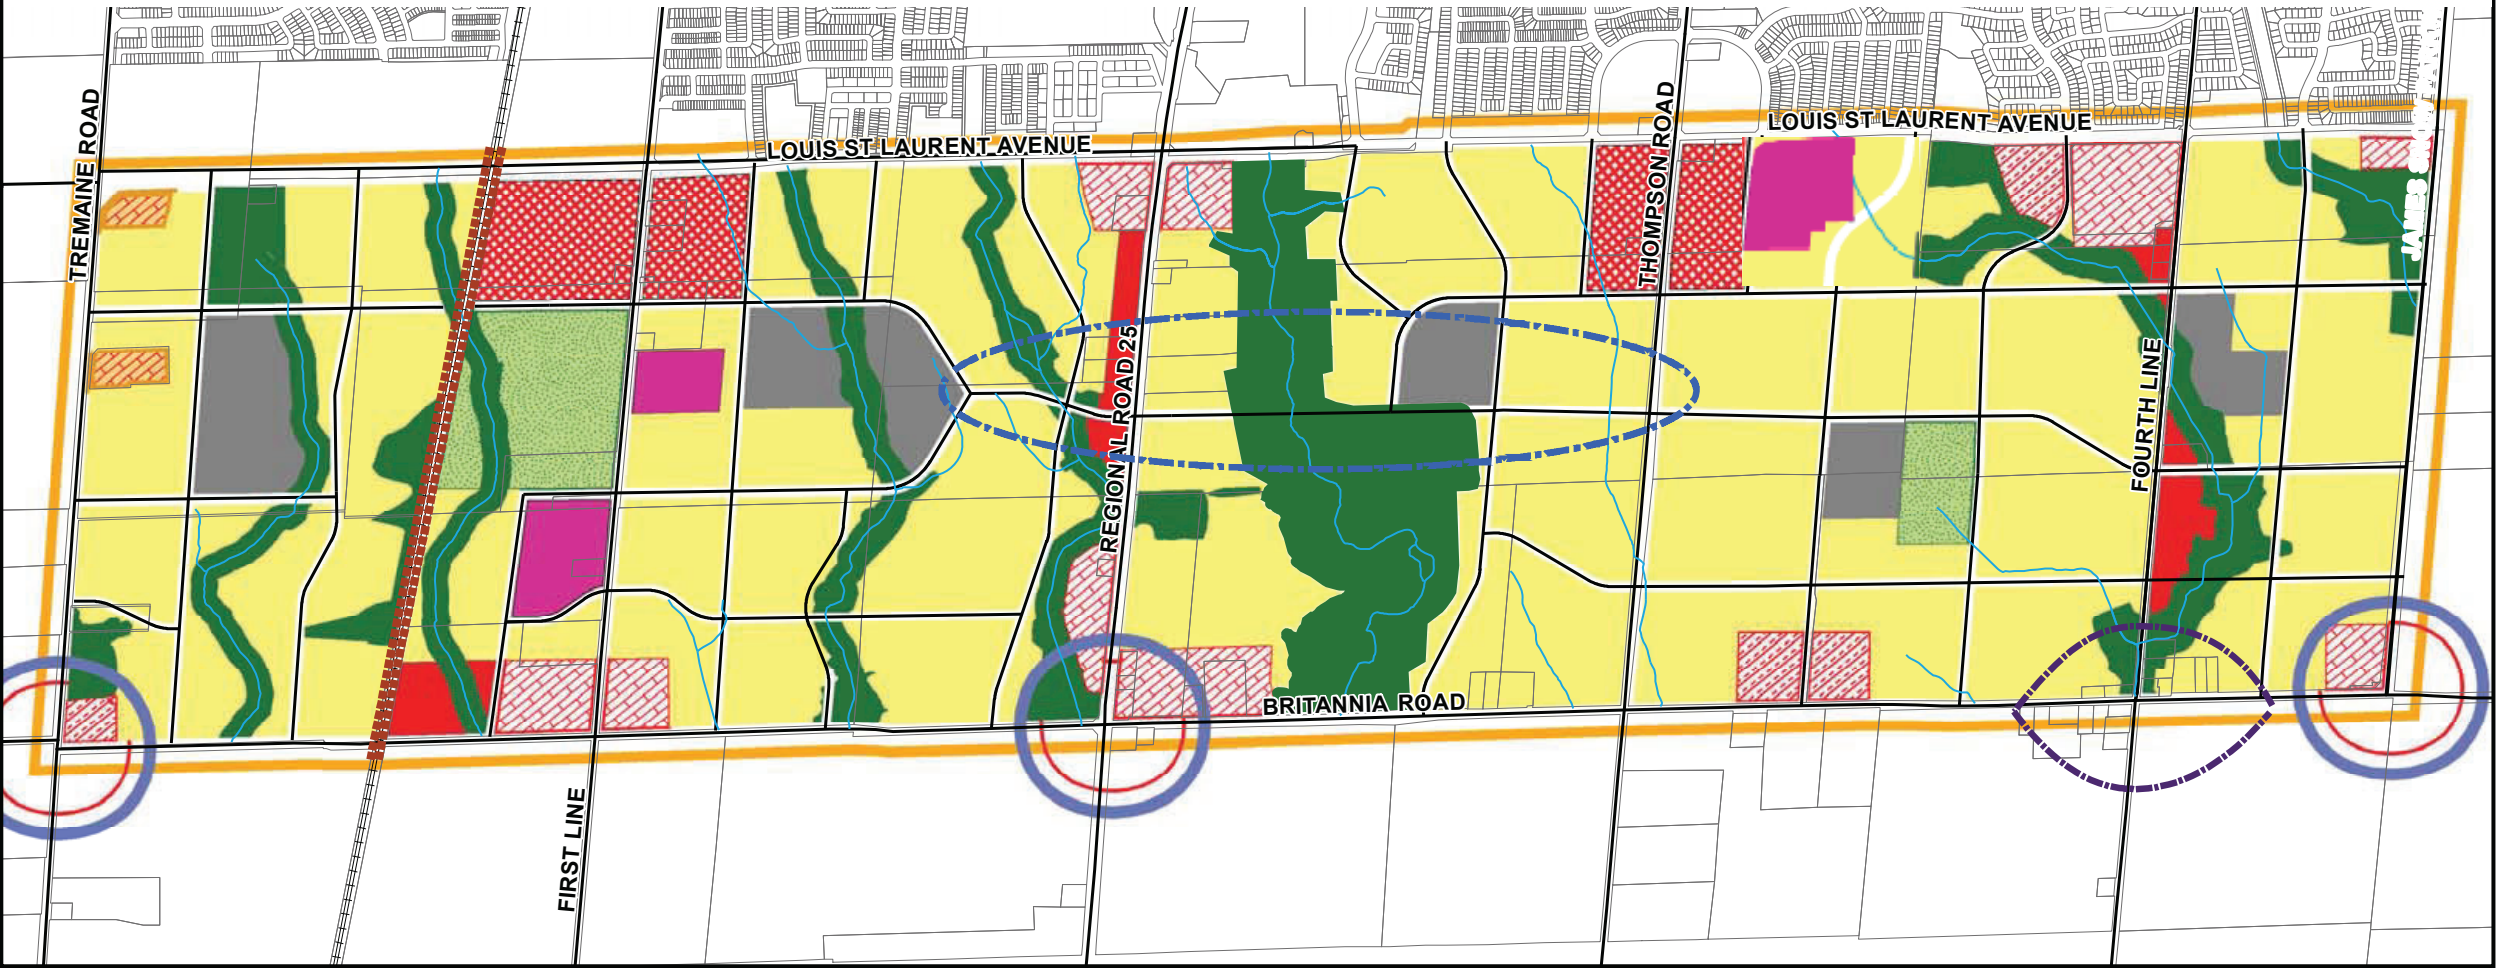 TREMAINE ROAD
LOUIS ST LAURENT AVENUE
REGIONAL ROAD 25
THOMPSON ROAD
LOUIS ST LAURENT AVENUE
FOURTH LINE
BRITANNIA ROAD
FIRST LINE